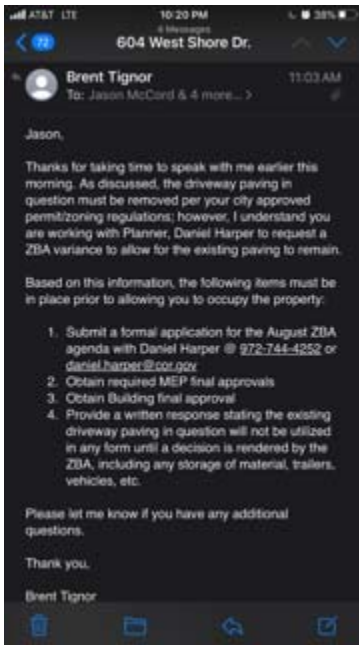 AT&T LTE 10:20 PM 38%
4 Messages
72 604 West Shore Dr.
Brent Tignor 11:03 AM
To: Jason McCord & 4 more... >
Jason,
Thanks for taking time to speak with me earlier this
morning. As discussed, the driveway paving in
question must be removed per your city approved
permit/zoning regulations; however, I understand you
are working with Planner, Daniel Harper to request a
ZBA variance to allow for the existing paving to remain.
Based on this information, the following items must be
in place prior to allowing you to occupy the property:
1. Submit a formal application for the August ZBA
agenda with Daniel Harper @ 972-744-4252 or
daniel.harper@cor.gov
2. Obtain required MEP final approvals
3. Obtain Building final approval
4. Provide a written response stating the existing
driveway paving in question will not be utilized
in any form until a decision is rendered by the
ZBA, including any storage of material, trailers,
vehicles, etc.
Please let me know if you have any additional
questions.
Thank you,
Brent Tignor